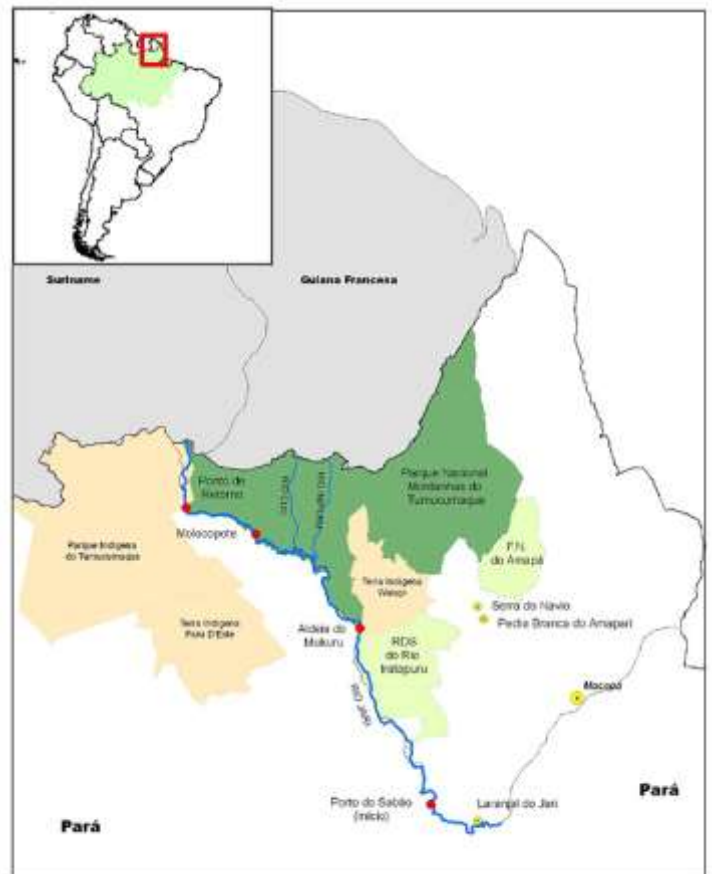 Suriname
Guiana Francesa
Parque Nacional
Montanhas do
Tumucumaque
Ponto de
Retorno
Molocopote
Parque Indígena
do Tumucumaque
Terra Indígena
Paru D'Este
Terra Indígena
Waiãpi
F.N.
do Amapá
Serra do Navio
Pedra Branca do Amapari
Aldeia do
Mukuru
RDS
do Rio
Iratapuru
Macapá
Porto do Sabão
(início)
Laranjal do Jari
Pará
Pará